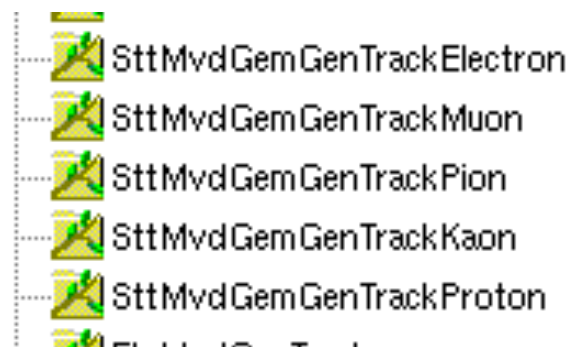 SttMvdGemGenTrackElectron
SttMvdGemGenTrackMuon
SttMvdGemGenTrackPion
SttMvdGemGenTrackKaon
SttMvdGemGenTrackProton